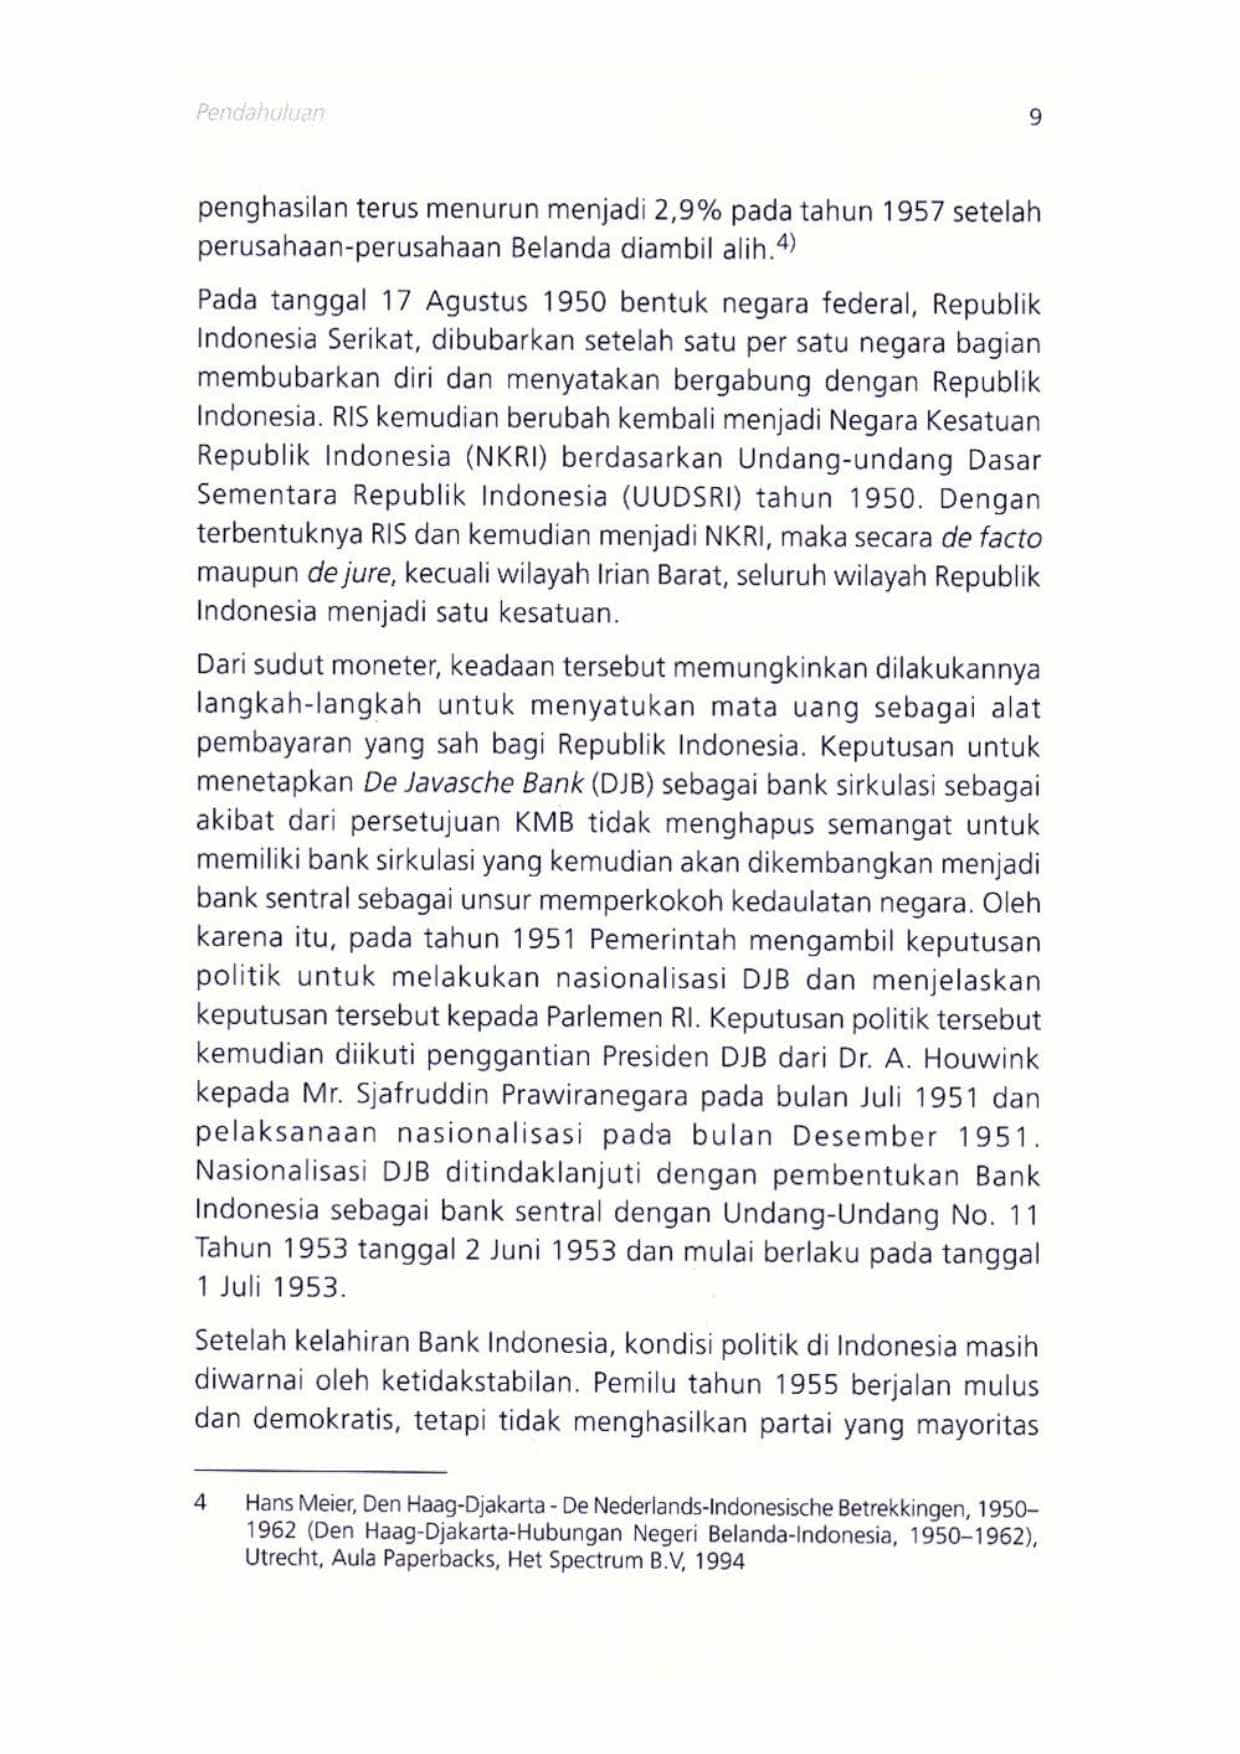 Pendahuluan 9
penghasilan terus menurun menjadi 2,9% pada tahun 1957 setelah
perusahaan-perusahaan Belanda diambil alih.4)
Pada tanggal 17 Agustus 1950 bentuk negara federal, Republik
Indonesia Serikat, dibubarkan setelah satu per satu negara bagian
membubarkan diri dan menyatakan bergabung dengan Republik
Indonesia. RIS kemudian berubah kembali menjadi Negara Kesatuan
Republik Indonesia (NKRI) berdasarkan Undang-undang Dasar
Sementara Republik Indonesia (UUDSRI) tahun 1950. Dengan
terbentuknya RIS dan kemudian menjadi NKRI, maka secara de facto
maupun de jure, kecuali wilayah Irian Barat, seluruh wilayah Republik
Indonesia menjadi satu kesatuan.
Dari sudut moneter, keadaan tersebut memungkinkan dilakukannya
langkah-langkah untuk menyatukan mata uang sebagai alat
pembayaran yang sah bagi Republik Indonesia. Keputusan untuk
menetapkan De Javasche Bank (DJB) sebagai bank sirkulasi sebagai
akibat dari persetujuan KMB tidak menghapus semangat untuk
memiliki bank sirkulasi yang kemudian akan dikembangkan menjadi
bank sentral sebagai unsur memperkokoh kedaulatan negara. Oleh
karena itu, pada tahun 1951 Pemerintah mengambil keputusan
politik untuk melakukan nasionalisasi DJB dan menjelaskan
keputusan tersebut kepada Parlemen RI. Keputusan politik tersebut
kemudian diikuti penggantian Presiden DJB dari Dr. A. Houwink
kepada Mr. Sjafruddin Prawiranegara pada bulan Juli 1951 dan
pelaksanaan nasionalisasi pada bulan Desember 1951.
Nasionalisasi DJB ditindaklanjuti dengan pembentukan Bank
Indonesia sebagai bank sentral dengan Undang-Undang No. 11
Tahun 1953 tanggal 2 Juni 1953 dan mulai berlaku pada tanggal
1 Juli 1953.
Setelah kelahiran Bank Indonesia, kondisi politik di Indonesia masih
diwarnai oleh ketidakstabilan. Pemilu tahun 1955 berjalan mulus
dan demokratis, tetapi tidak menghasilkan partai yang mayoritas
4 Hans Meier, Den Haag-Djakarta - De Nederlands-Indonesische Betrekkingen, 1950–
1962 (Den Haag-Djakarta-Hubungan Negeri Belanda-Indonesia, 1950–1962),
Utrecht, Aula Paperbacks, Het Spectrum B.V, 1994